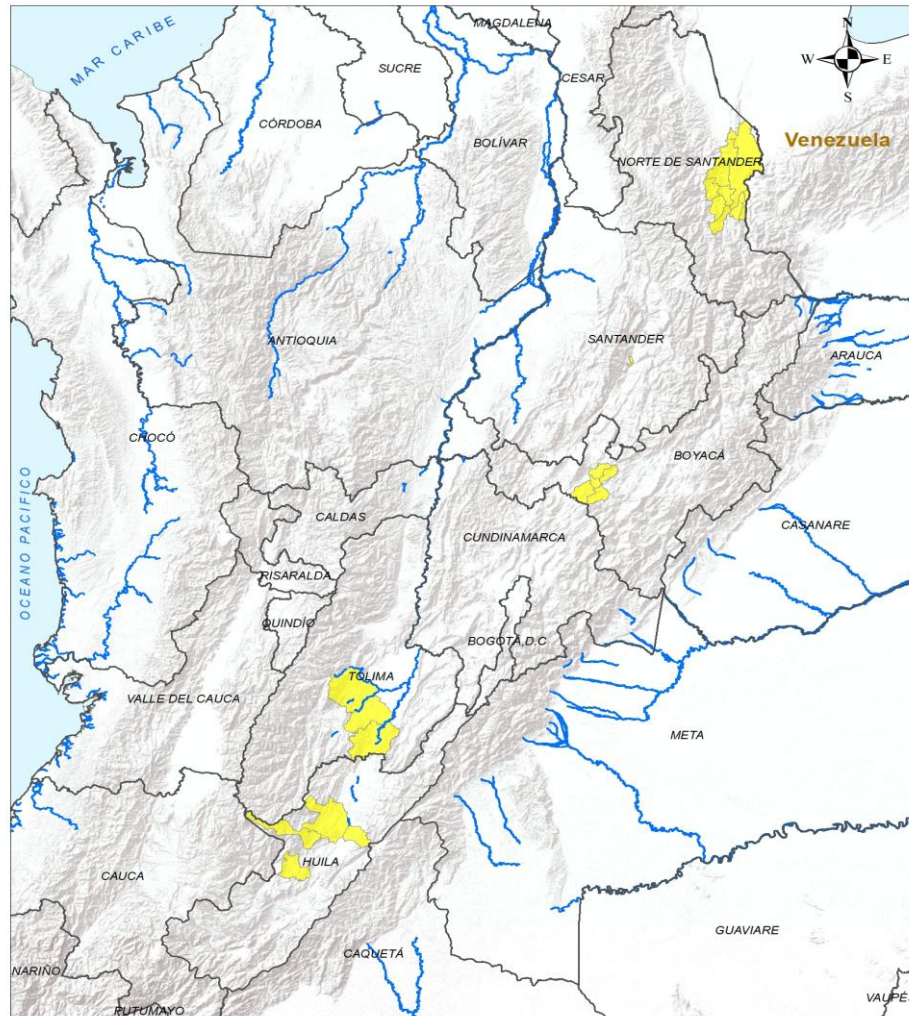 MAGDALENA
MAR CARIBE
N
W
E
S
SUCRE
CESAR
CÓRDOBA
BOLÍVAR
Venezuela
NORTE DE SANTANDER
ANTIOQUIA
SANTANDER
ARAUCA
CHOCÓ
BOYACÁ
OCEANO PACIFICO
CALDAS
CASANARE
CUNDINAMARCA
RISARALDA
QUINDÍO
BOGOTÁ, D.C.
TOLIMA
VALLE DEL CAUCA
META
HUILA
CAUCA
GUAVIARE
CAQUETÁ
NARIÑO
VAUPÉS
PUTUMAYO